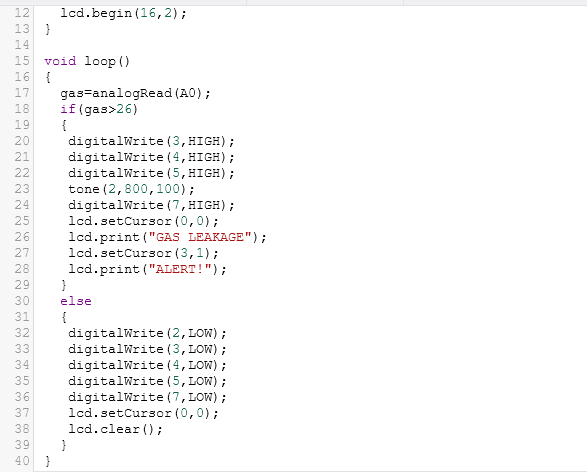 12 lcd.begin(16,2);
13 }
14
15 void loop()
16 {
17 gas=analogRead(A0);
18 if(gas>26)
19 {
20 digitalWrite(3,HIGH);
21 digitalWrite(4,HIGH);
22 digitalWrite(5,HIGH);
23 tone(2,800,100);
24 digitalWrite(7,HIGH);
25 lcd.setCursor(0,0);
26 lcd.print("GAS LEAKAGE");
27 lcd.setCursor(3,1);
28 lcd.print("ALERT!");
29 }
30 else
31 {
32 digitalWrite(2,LOW);
33 digitalWrite(3,LOW);
34 digitalWrite(4,LOW);
35 digitalWrite(5,LOW);
36 digitalWrite(7,LOW);
37 lcd.setCursor(0,0);
38 lcd.clear();
39 }
40 }